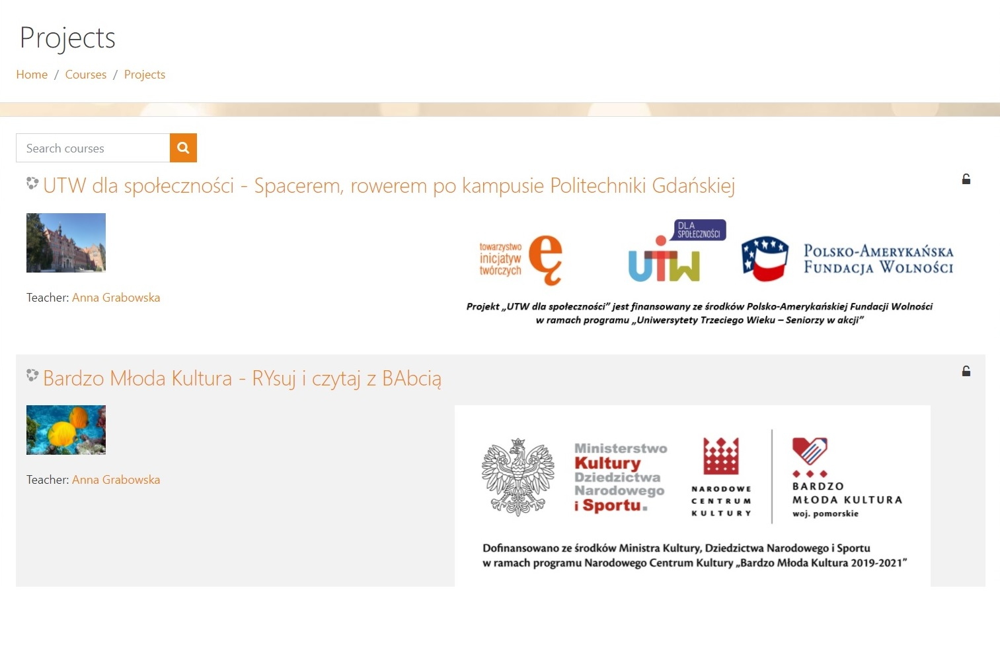 Projects
Home / Courses / Projects
Search courses
UTW dla społeczności - Spacerem, rowerem po kampusie Politechniki Gdańskiej
Teacher: Anna Grabowska
towarzystwo
inicjatyw
twórczych
ę
DLA
SPOŁECZNOŚCI
UTW
POLSKO-AMERYKAŃSKA
FUNDACJA WOLNOŚCI
Projekt „UTW dla społeczności” jest finansowany ze środków Polsko-Amerykańskiej Fundacji Wolności
w ramach programu „Uniwersytety Trzeciego Wieku – Seniorzy w akcji”
Bardzo Młoda Kultura - RYsuj i czytaj z BAbcią
Teacher: Anna Grabowska
Ministerstwo
Kultury
Dziedzictwa
Narodowego
i Sportu.
NARODOWE
CENTRUM
KULTURY
BARDZO
MŁODA KULTURA
woj. pomorskie
Dofinansowano ze środków Ministra Kultury, Dziedzictwa Narodowego i Sportu
w ramach programu Narodowego Centrum Kultury „Bardzo Młoda Kultura 2019-2021”